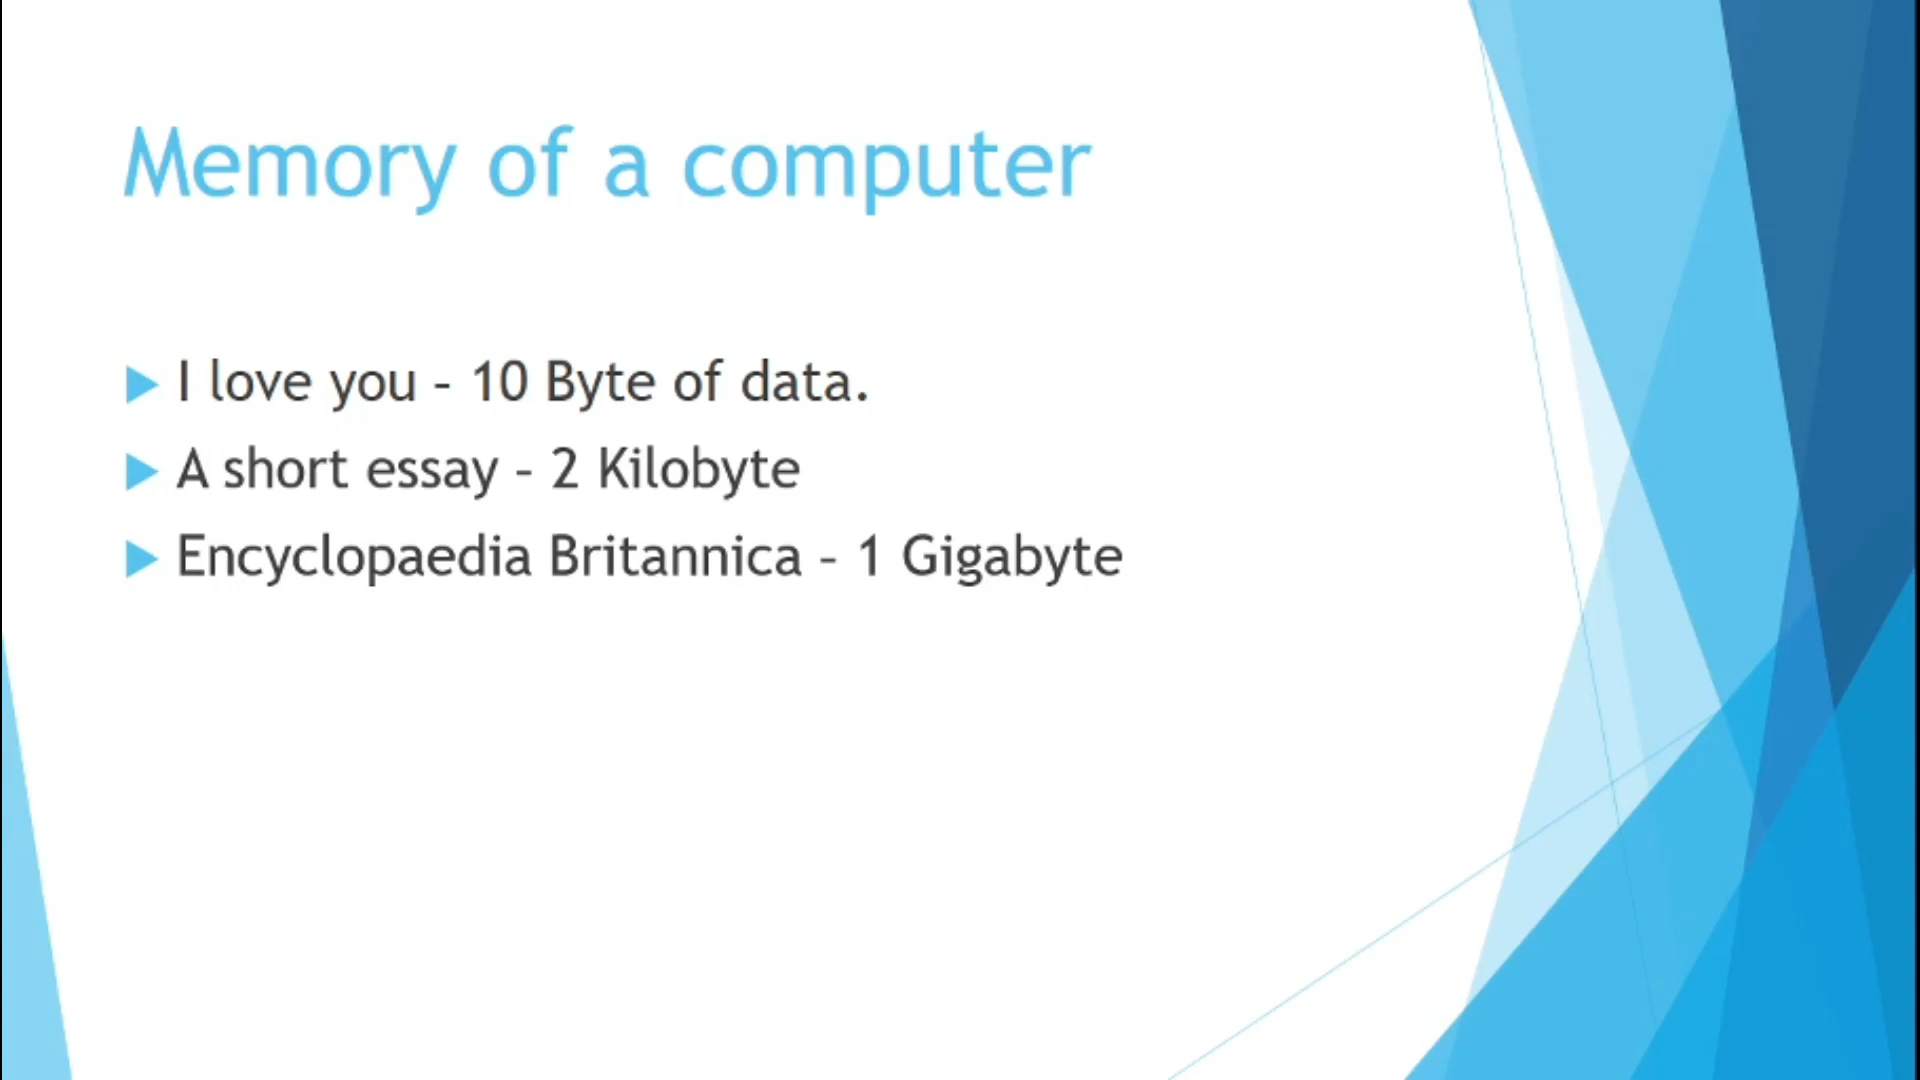 Memory of a computer
I love you – 10 Byte of data.
A short essay – 2 Kilobyte
Encyclopaedia Britannica – 1 Gigabyte